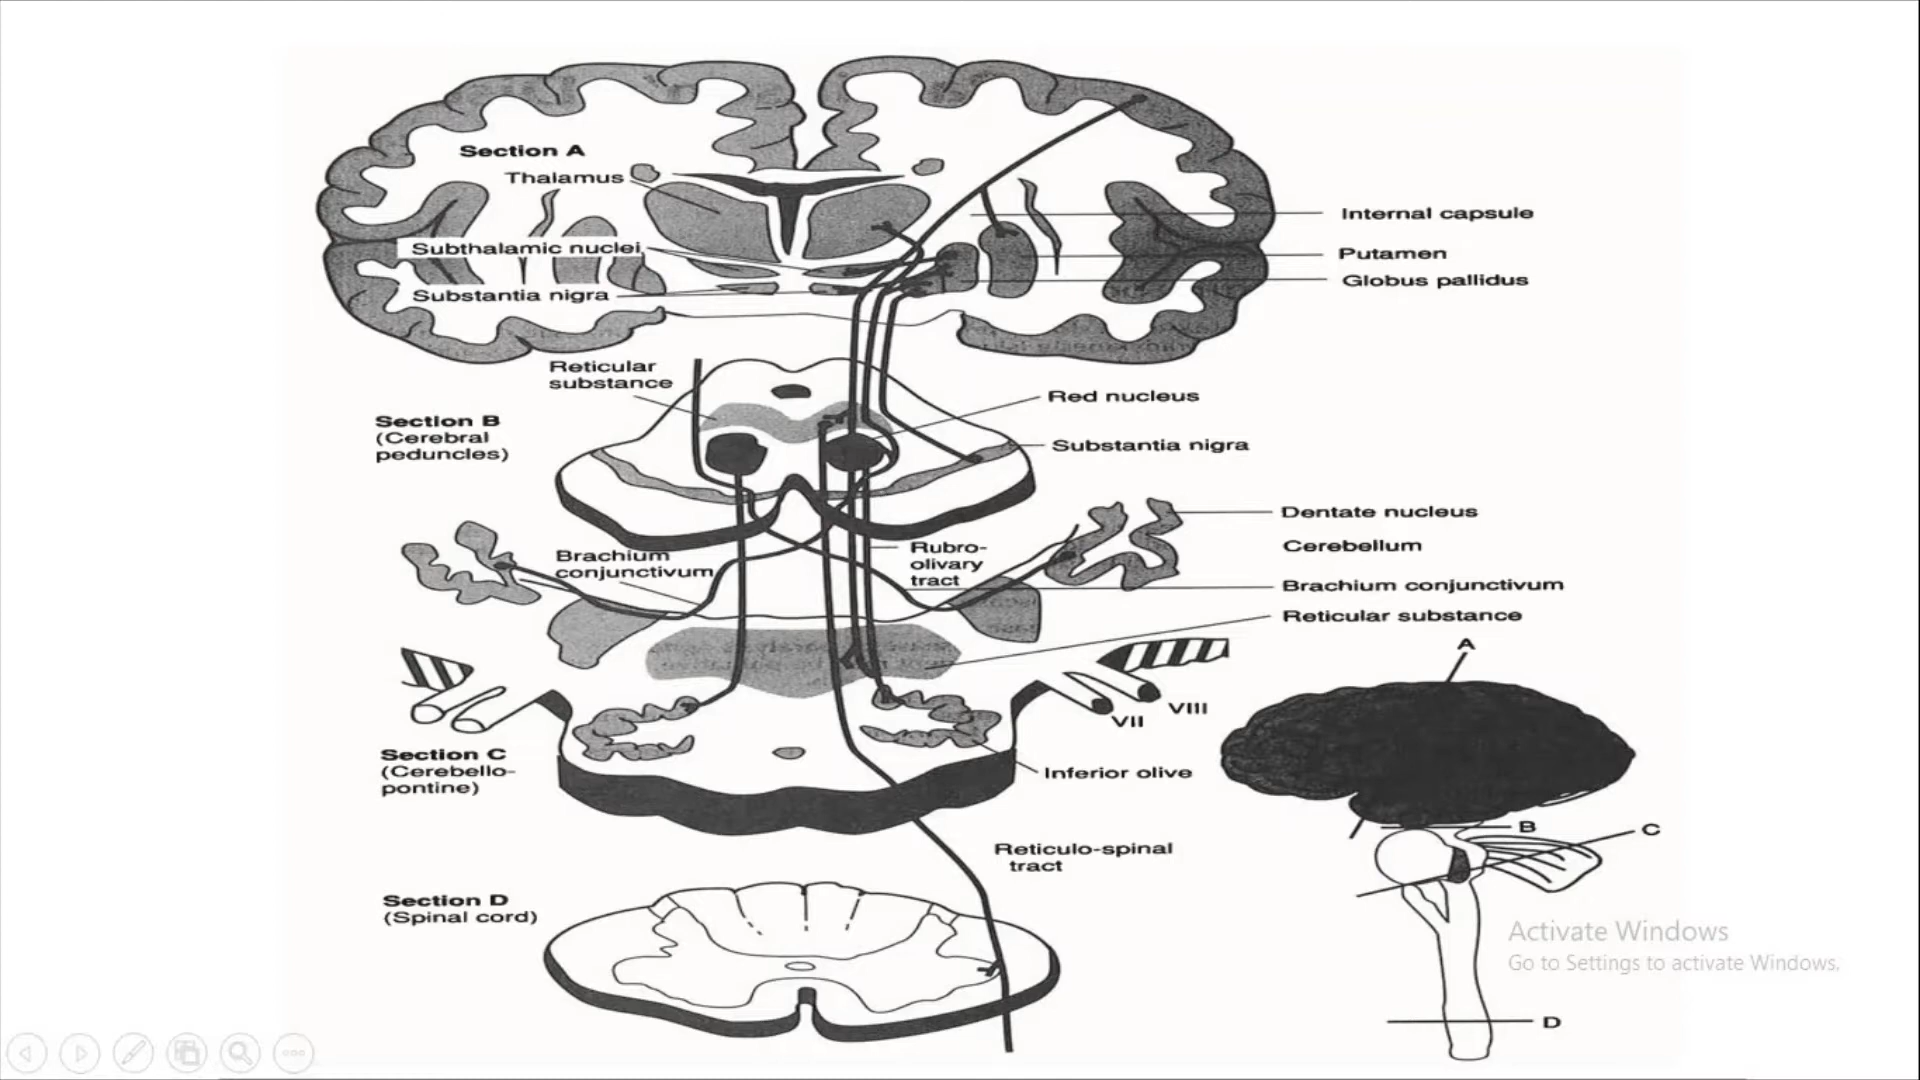 Section A
Thalamus
Subthalamic nuclei
Substantia nigra
Internal capsule
Putamen
Globus pallidus
Reticular
substance
Section B
(Cerebral
peduncles)
Red nucleus
Substantia nigra
Dentate nucleus
Cerebellum
Brachium
conjunctivum
Rubro-
olivary
tract
Brachium conjunctivum
Reticular substance
VII
VIII
Section C
(Cerebello-
pontine)
Inferior olive
Reticulo-spinal
tract
Section D
(Spinal cord)
A
B
C
D
Activate Windows
Go to Settings to activate Windows.